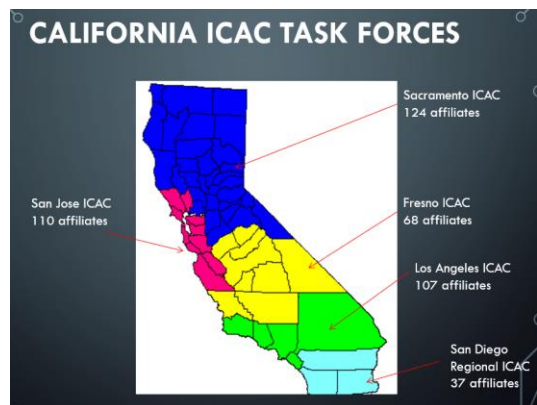 CALIFORNIA ICAC TASK FORCES
Sacramento ICAC
124 affiliates
San Jose ICAC
110 affiliates
Fresno ICAC
68 affiliates
Los Angeles ICAC
107 affiliates
San Diego
Regional ICAC
37 affiliates